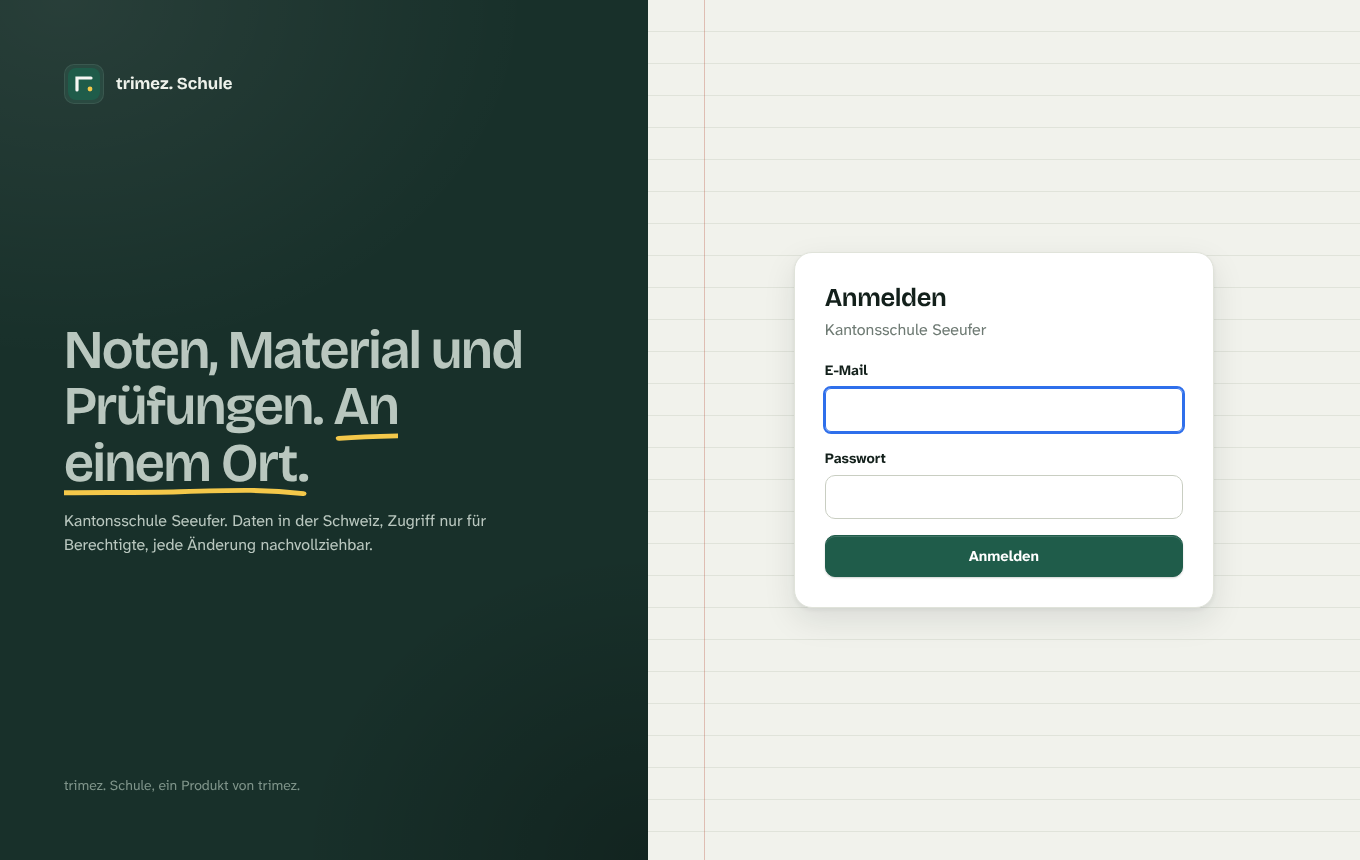 trimez. Schule
Noten, Material und
Prüfungen. An
einem Ort.
Kantonsschule Seeufer. Daten in der Schweiz, Zugriff nur für
Berechtigte, jede Änderung nachvollziehbar.
trimez. Schule, ein Produkt von trimez.
Anmelden
Kantonsschule Seeufer
E-Mail
Passwort
Anmelden